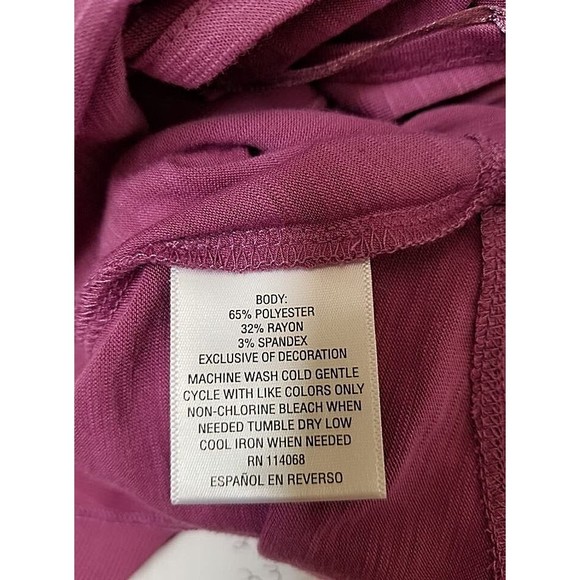 BODY:
65% POLYESTER
32% RAYON
3% SPANDEX
EXCLUSIVE OF DECORATION
MACHINE WASH COLD GENTLE
CYCLE WITH LIKE COLORS ONLY
NON-CHLORINE BLEACH WHEN
NEEDED TUMBLE DRY LOW
COOL IRON WHEN NEEDED
RN 114068
ESPAÑOL EN REVERSO